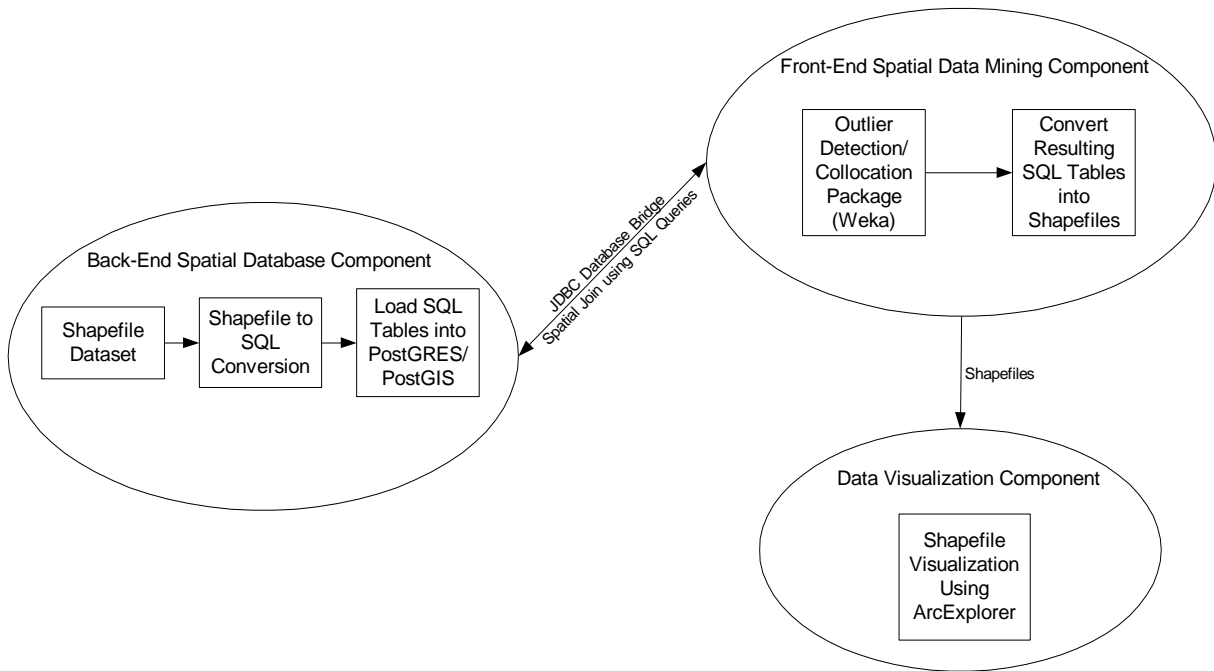 Front-End Spatial Data Mining Component
Outlier
Detection/
Collocation
Package
(Weka)
Convert
Resulting
SQL Tables
into
Shapefiles
JDBC Database Bridge
Spatial Join using SQL Queries
Back-End Spatial Database Component
Shapefile
Dataset
Shapefile to
SQL
Conversion
Load SQL
Tables into
PostGRES/
PostGIS
Shapefiles
Data Visualization Component
Shapefile
Visualization
Using
ArcExplorer